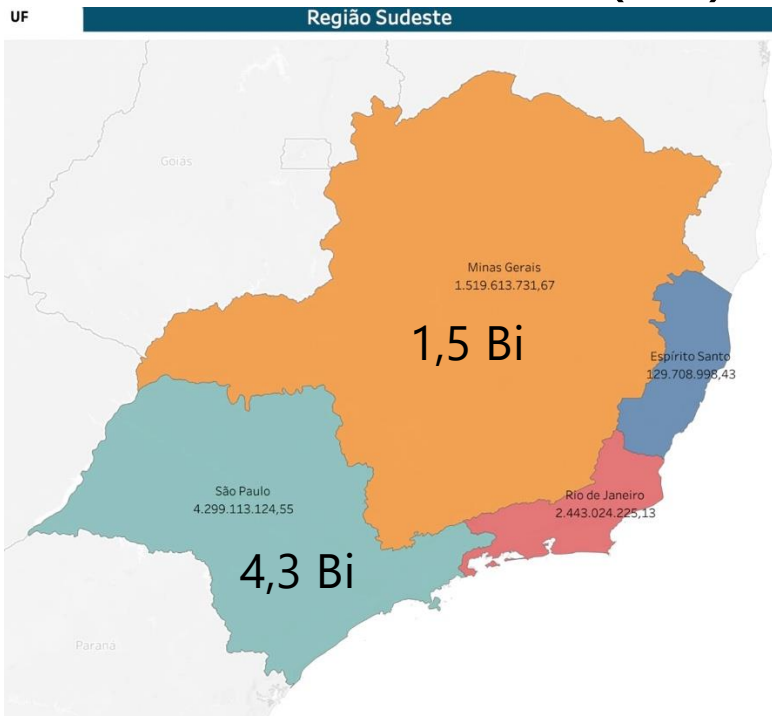 UF
Região Sudeste
Goiás
Minas Gerais
1.519.613.731,67
1,5 Bi
Espírito Santo
129.708.998,43
São Paulo
4.299.113.124,55
Rio de Janeiro
2.443.024.225,13
4,3 Bi
Paraná